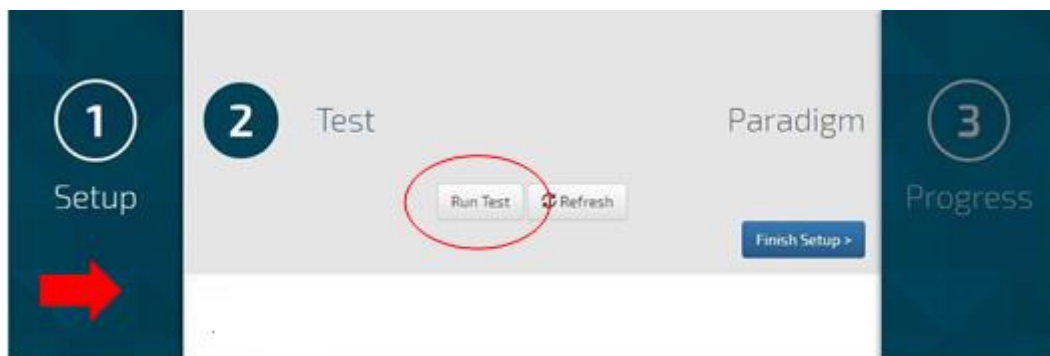 1
Setup
2
Test
Paradigm
Run Test
Refresh
Finish Setup >
3
Progress